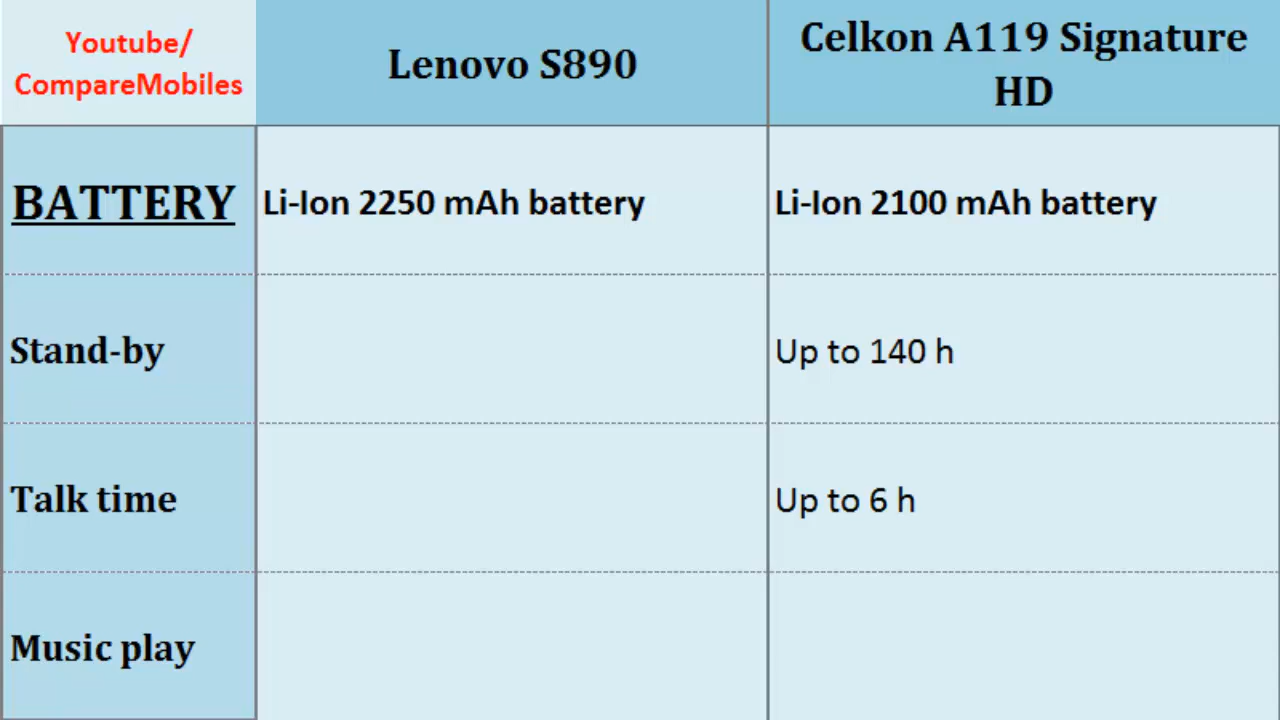 Youtube/
CompareMobiles
Lenovo S890
Celkon A119 Signature
HD
BATTERY
Li-Ion 2250 mAh battery
Li-Ion 2100 mAh battery
Stand-by
Up to 140 h
Talk time
Up to 6 h
Music play